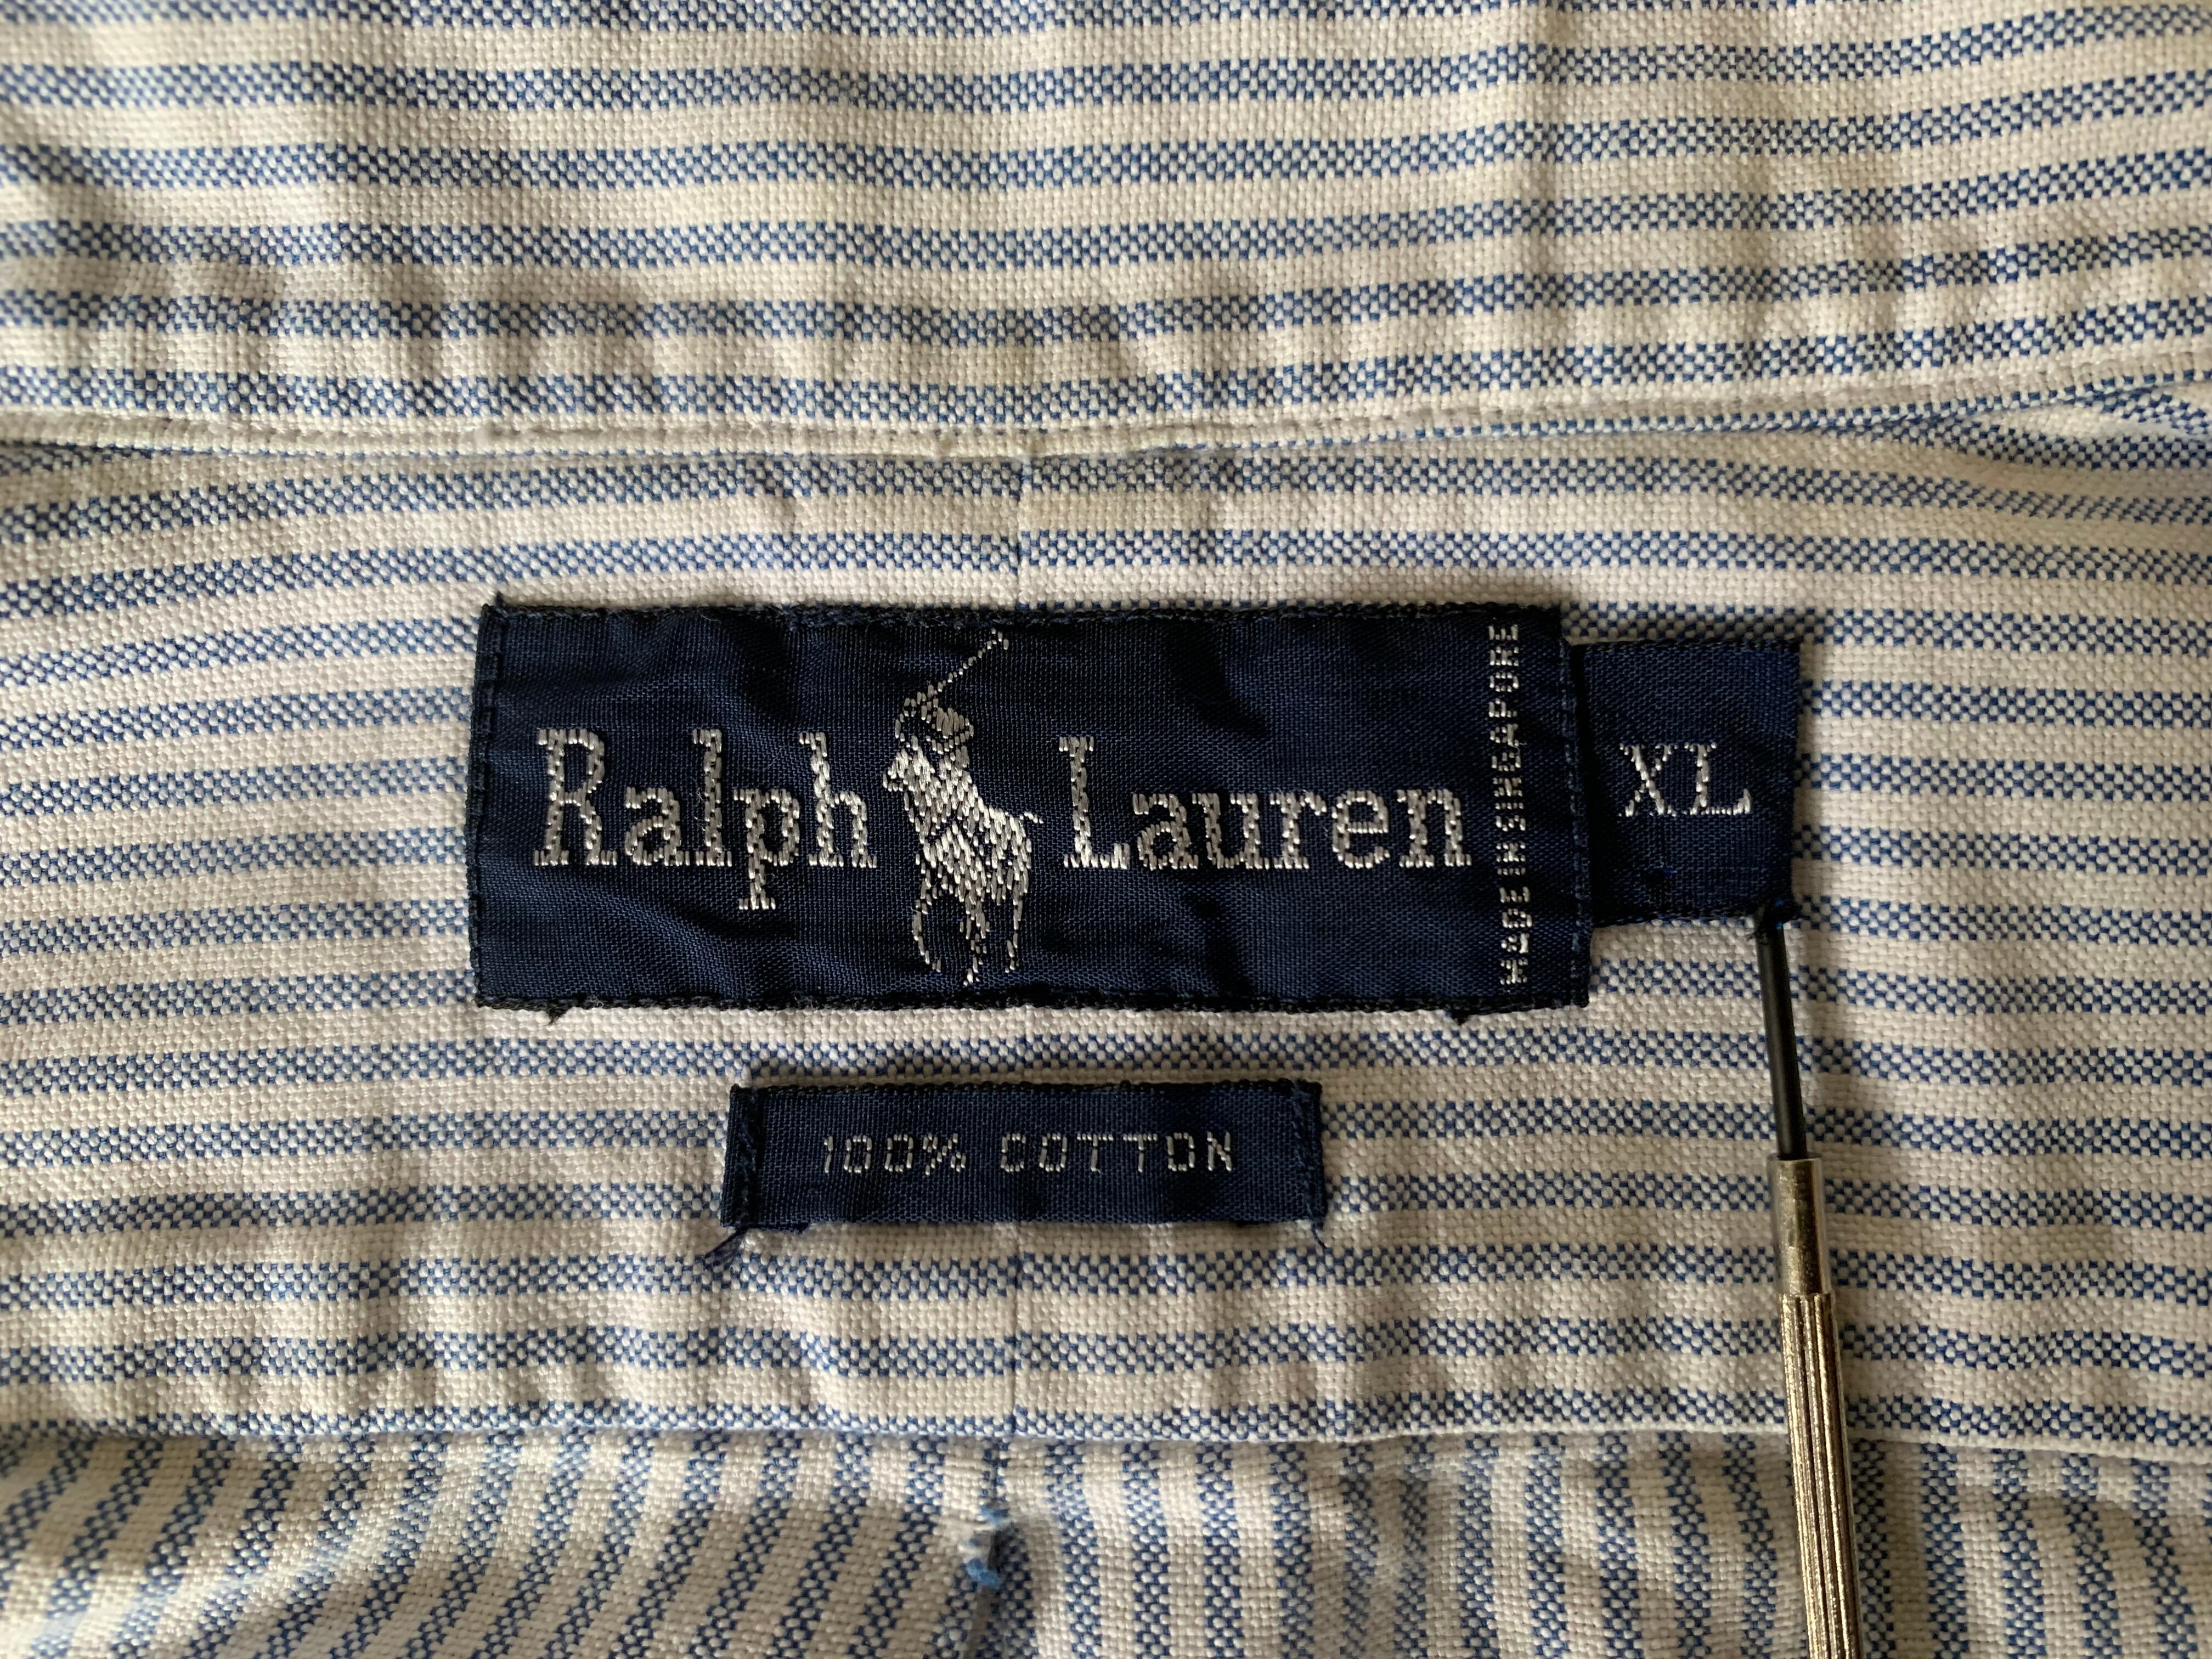 Ralph Lauren
MADE IN SINGAPORE
XL
100% COTTON